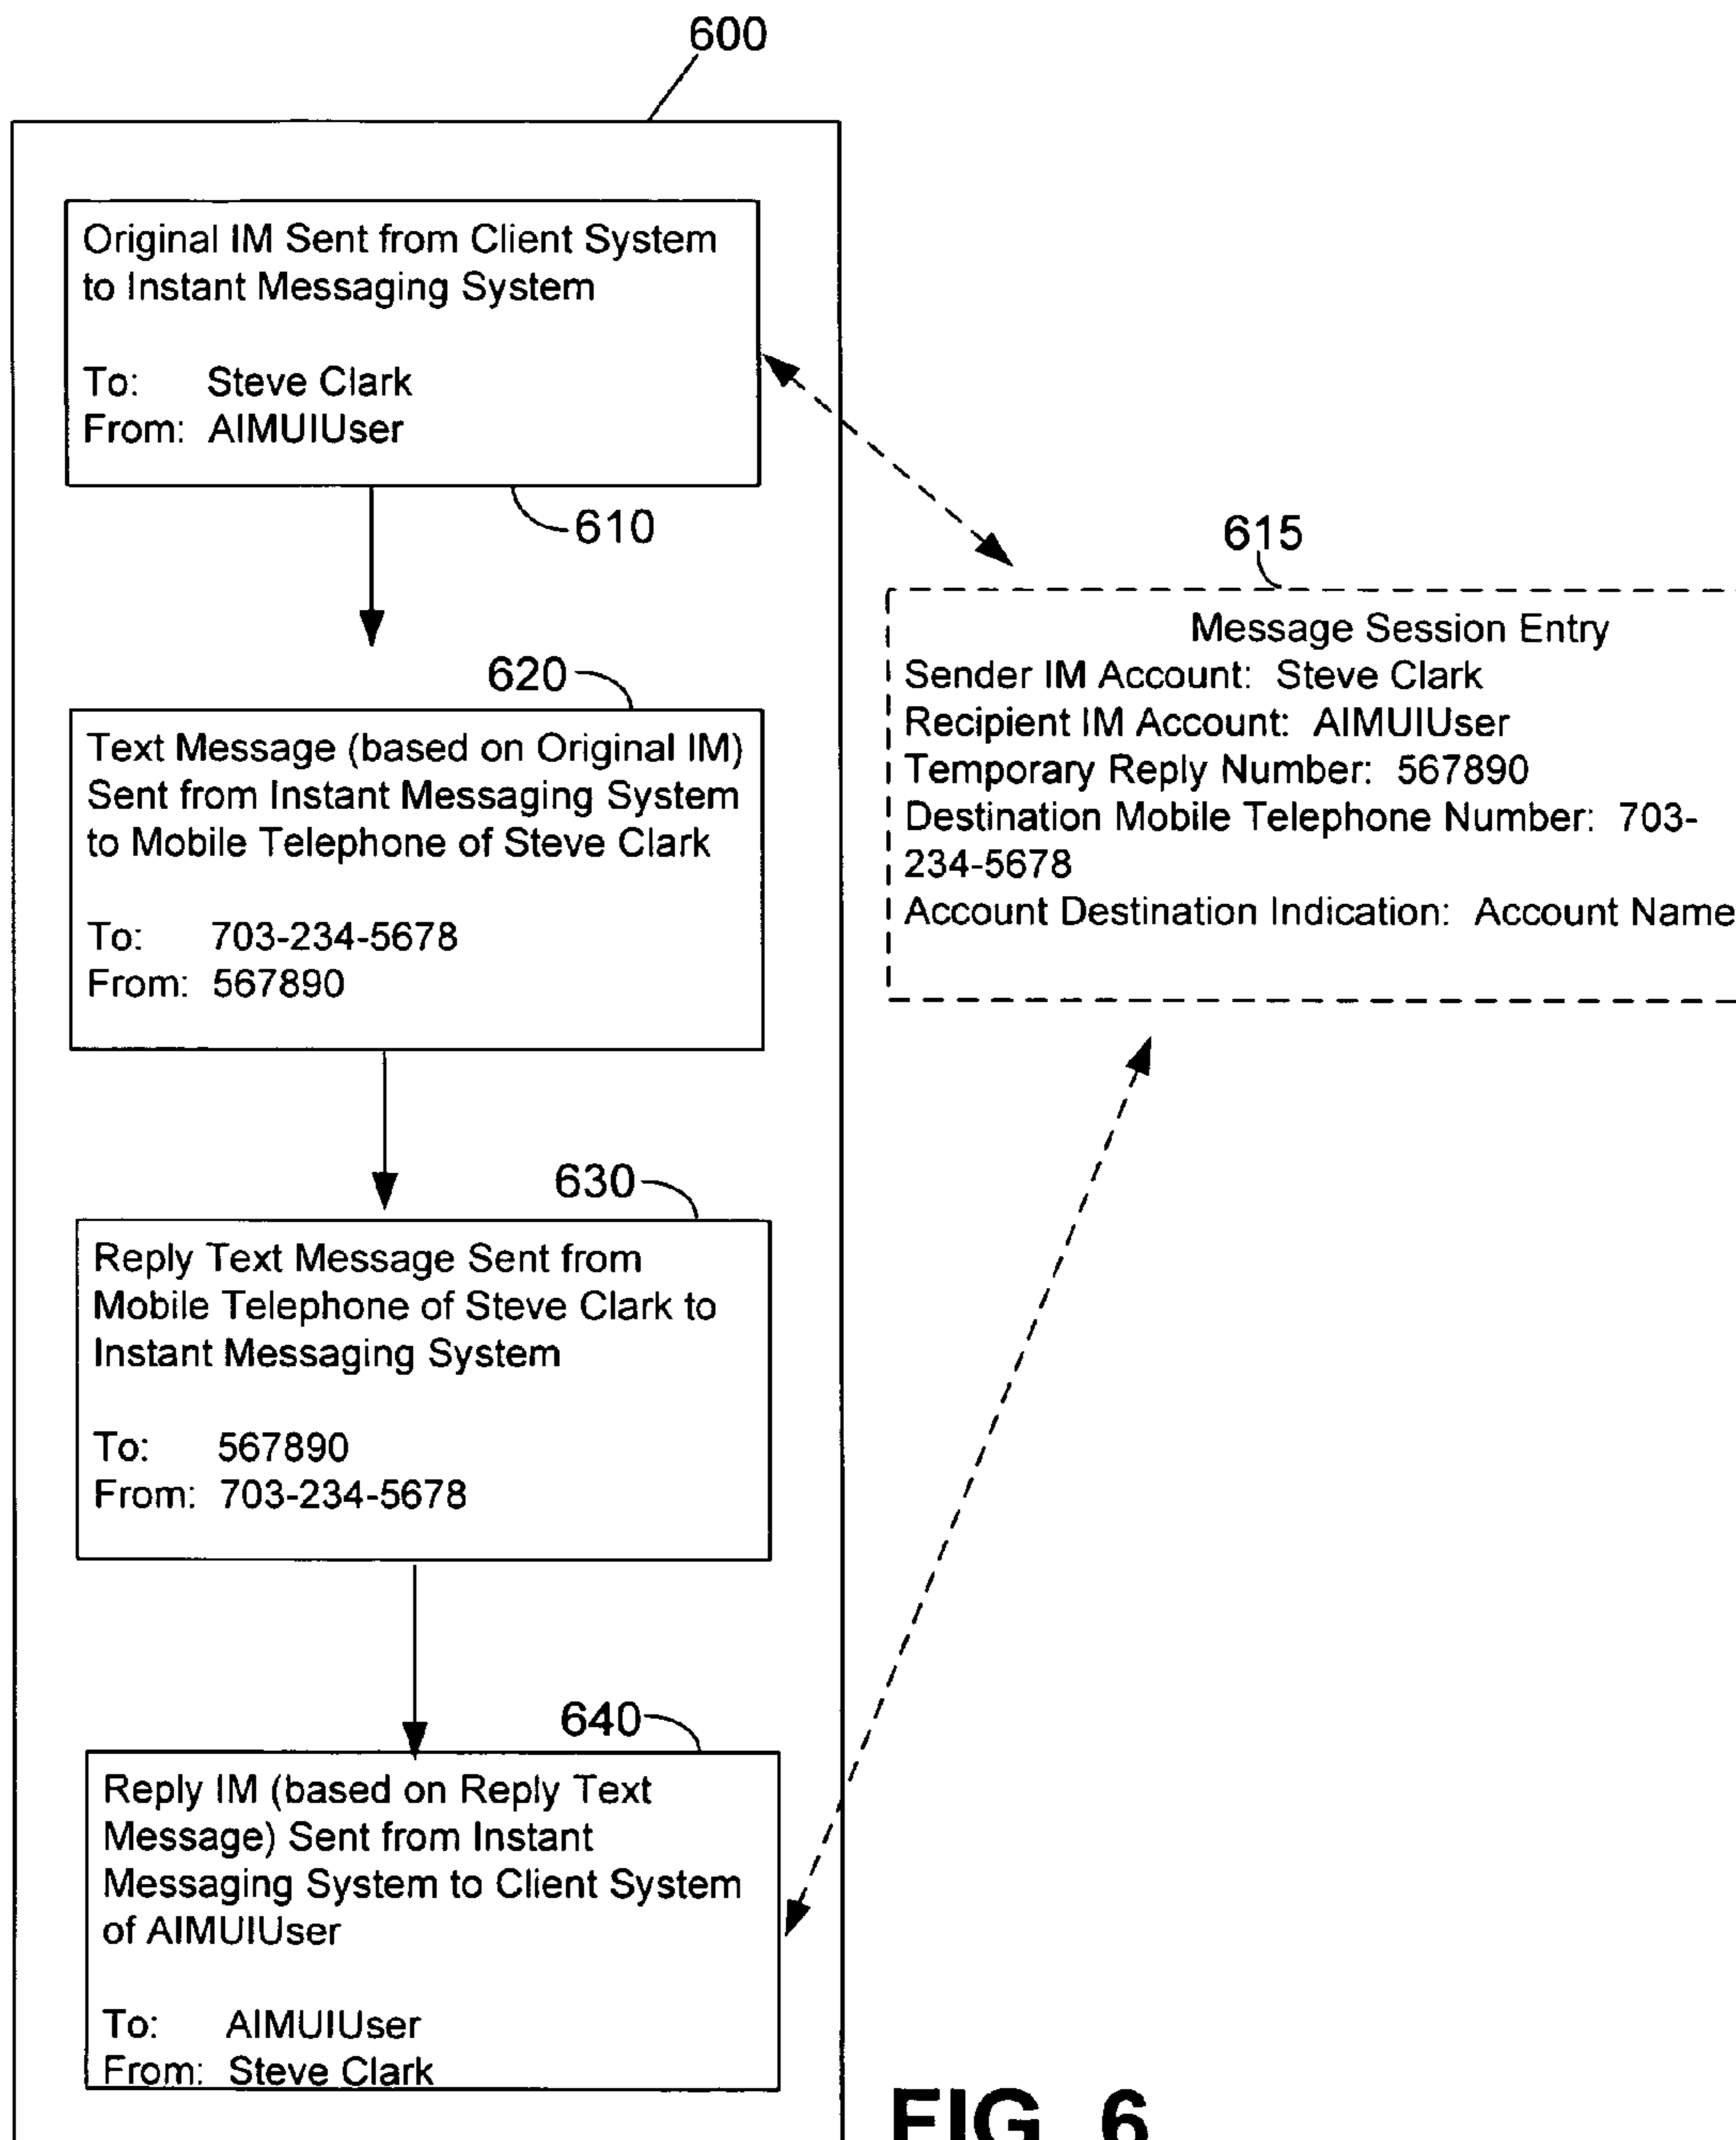 600
Original IM Sent from Client System
to Instant Messaging System
To: Steve Clark
From: AIMUIUser
610
615
Message Session Entry
Sender IM Account: Steve Clark
Recipient IM Account: AIMUIUser
Temporary Reply Number: 567890
Destination Mobile Telephone Number: 703-
234-5678
Account Destination Indication: Account Name
620
Text Message (based on Original IM)
Sent from Instant Messaging System
to Mobile Telephone of Steve Clark
To: 703-234-5678
From: 567890
630
Reply Text Message Sent from
Mobile Telephone of Steve Clark to
Instant Messaging System
To: 567890
From: 703-234-5678
640
Reply IM (based on Reply Text
Message) Sent from Instant
Messaging System to Client System
of AIMUIUser
To: AIMUIUser
From: Steve Clark
FIG. 6